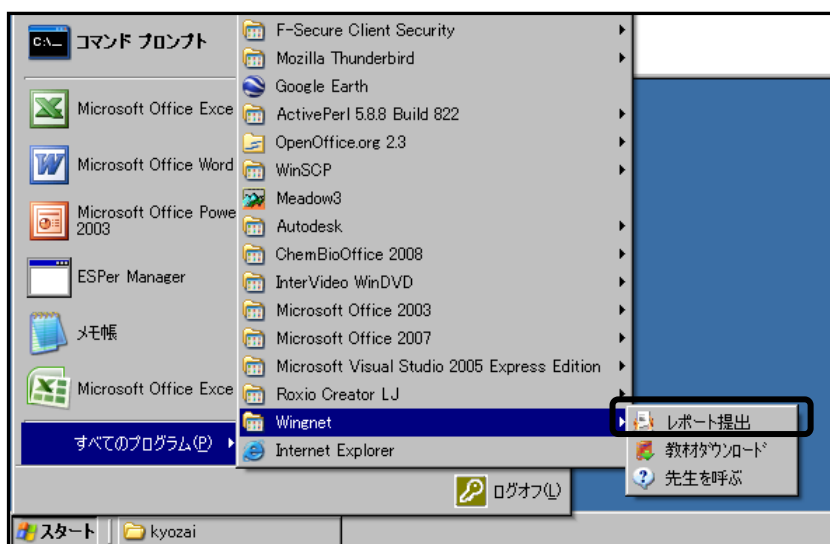 C:\_
コマンド プロンプト
Microsoft Office Exce
Microsoft Office Word
Microsoft Office Powe
2003
ESPer Manager
メモ帳
Microsoft Office Exce
すべてのプログラム(P)
F-Secure Client Security
Mozilla Thunderbird
Google Earth
ActivePerl 5.8.8 Build 822
OpenOffice.org 2.3
WinSCP
Meadow3
Autodesk
ChemBioOffice 2008
InterVideo WinDVD
Microsoft Office 2003
Microsoft Office 2007
Microsoft Visual Studio 2005 Express Edition
Roxio Creator LJ
Wingnet
Internet Explorer
レポート提出
教材ダウンロード
先生を呼ぶ
ログオフ(L)
スタート
kyozai